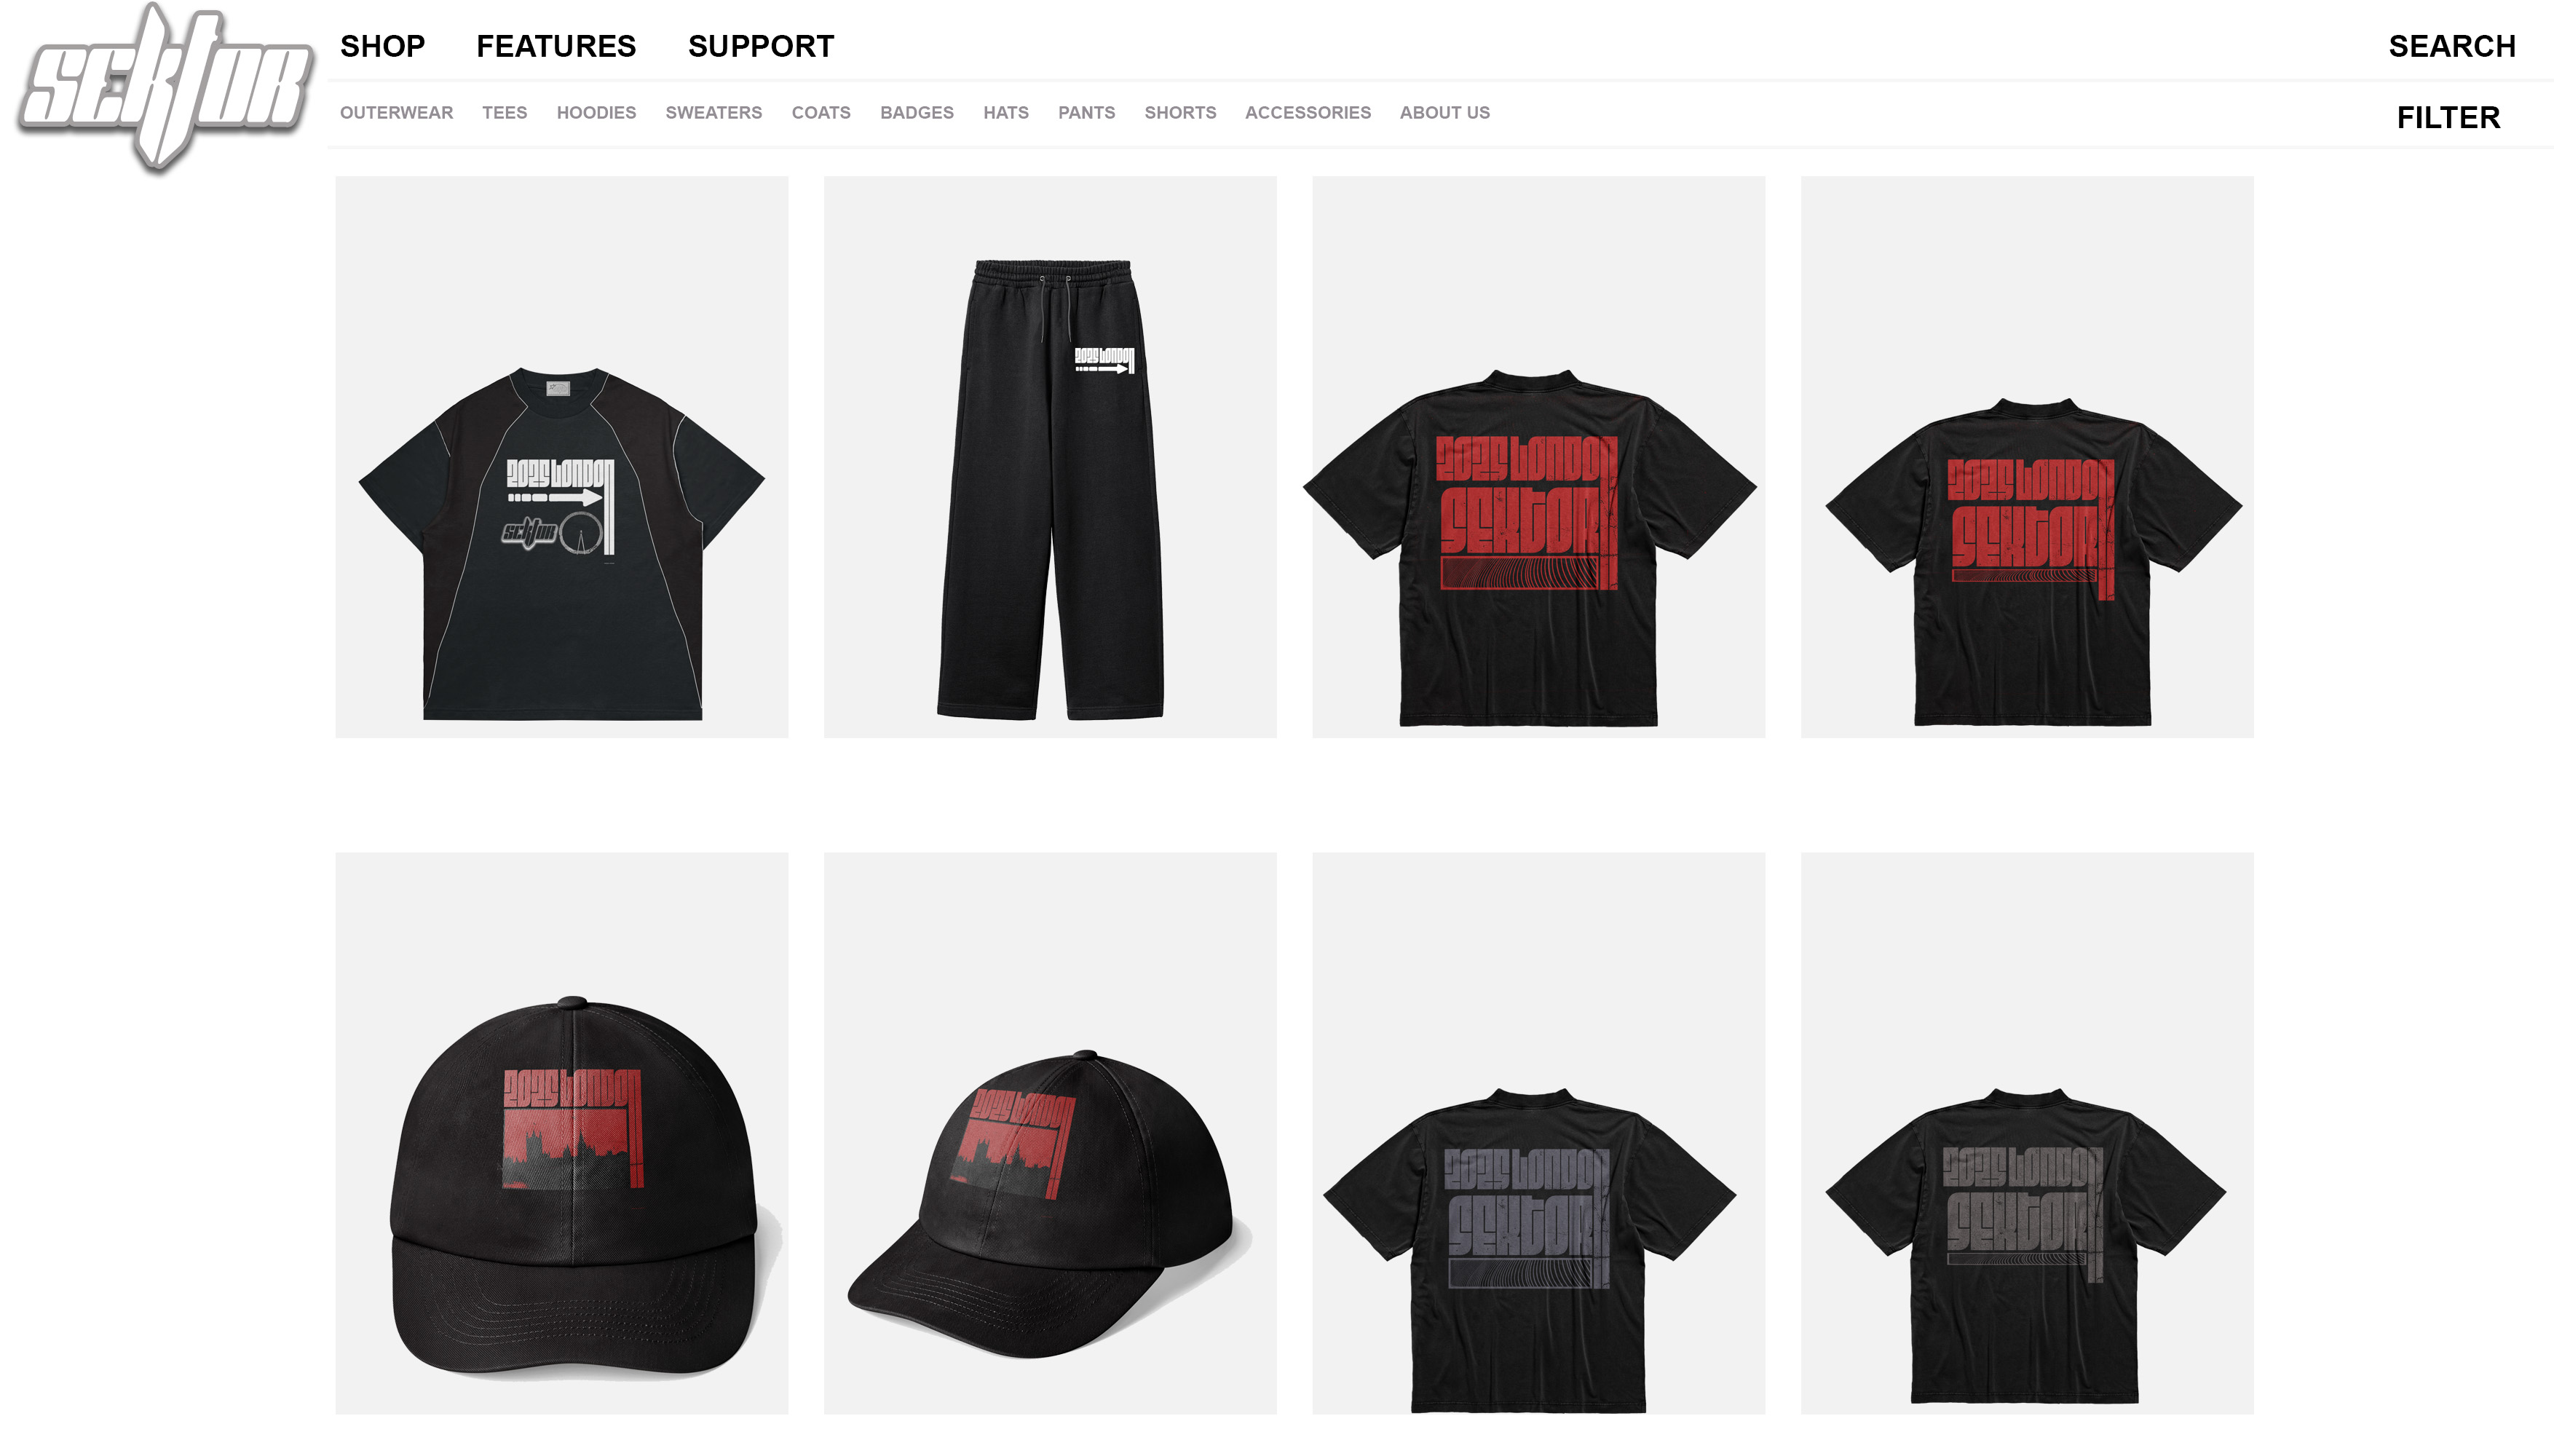 SEKTOR
SHOP FEATURES SUPPORT SEARCH
OUTERWEAR TEES HOODIES SWEATERS COATS BADGES HATS PANTS SHORTS ACCESSORIES ABOUT US
FILTER
2025 LONDON
SEKTOR
2025 LONDON
2025 LONDON
SEKTOR
2025 LONDON
SEKTOR
2025 LONDON
2025 LONDON
2025 LONDON
SEKTOR
2025 LONDON
SEKTOR